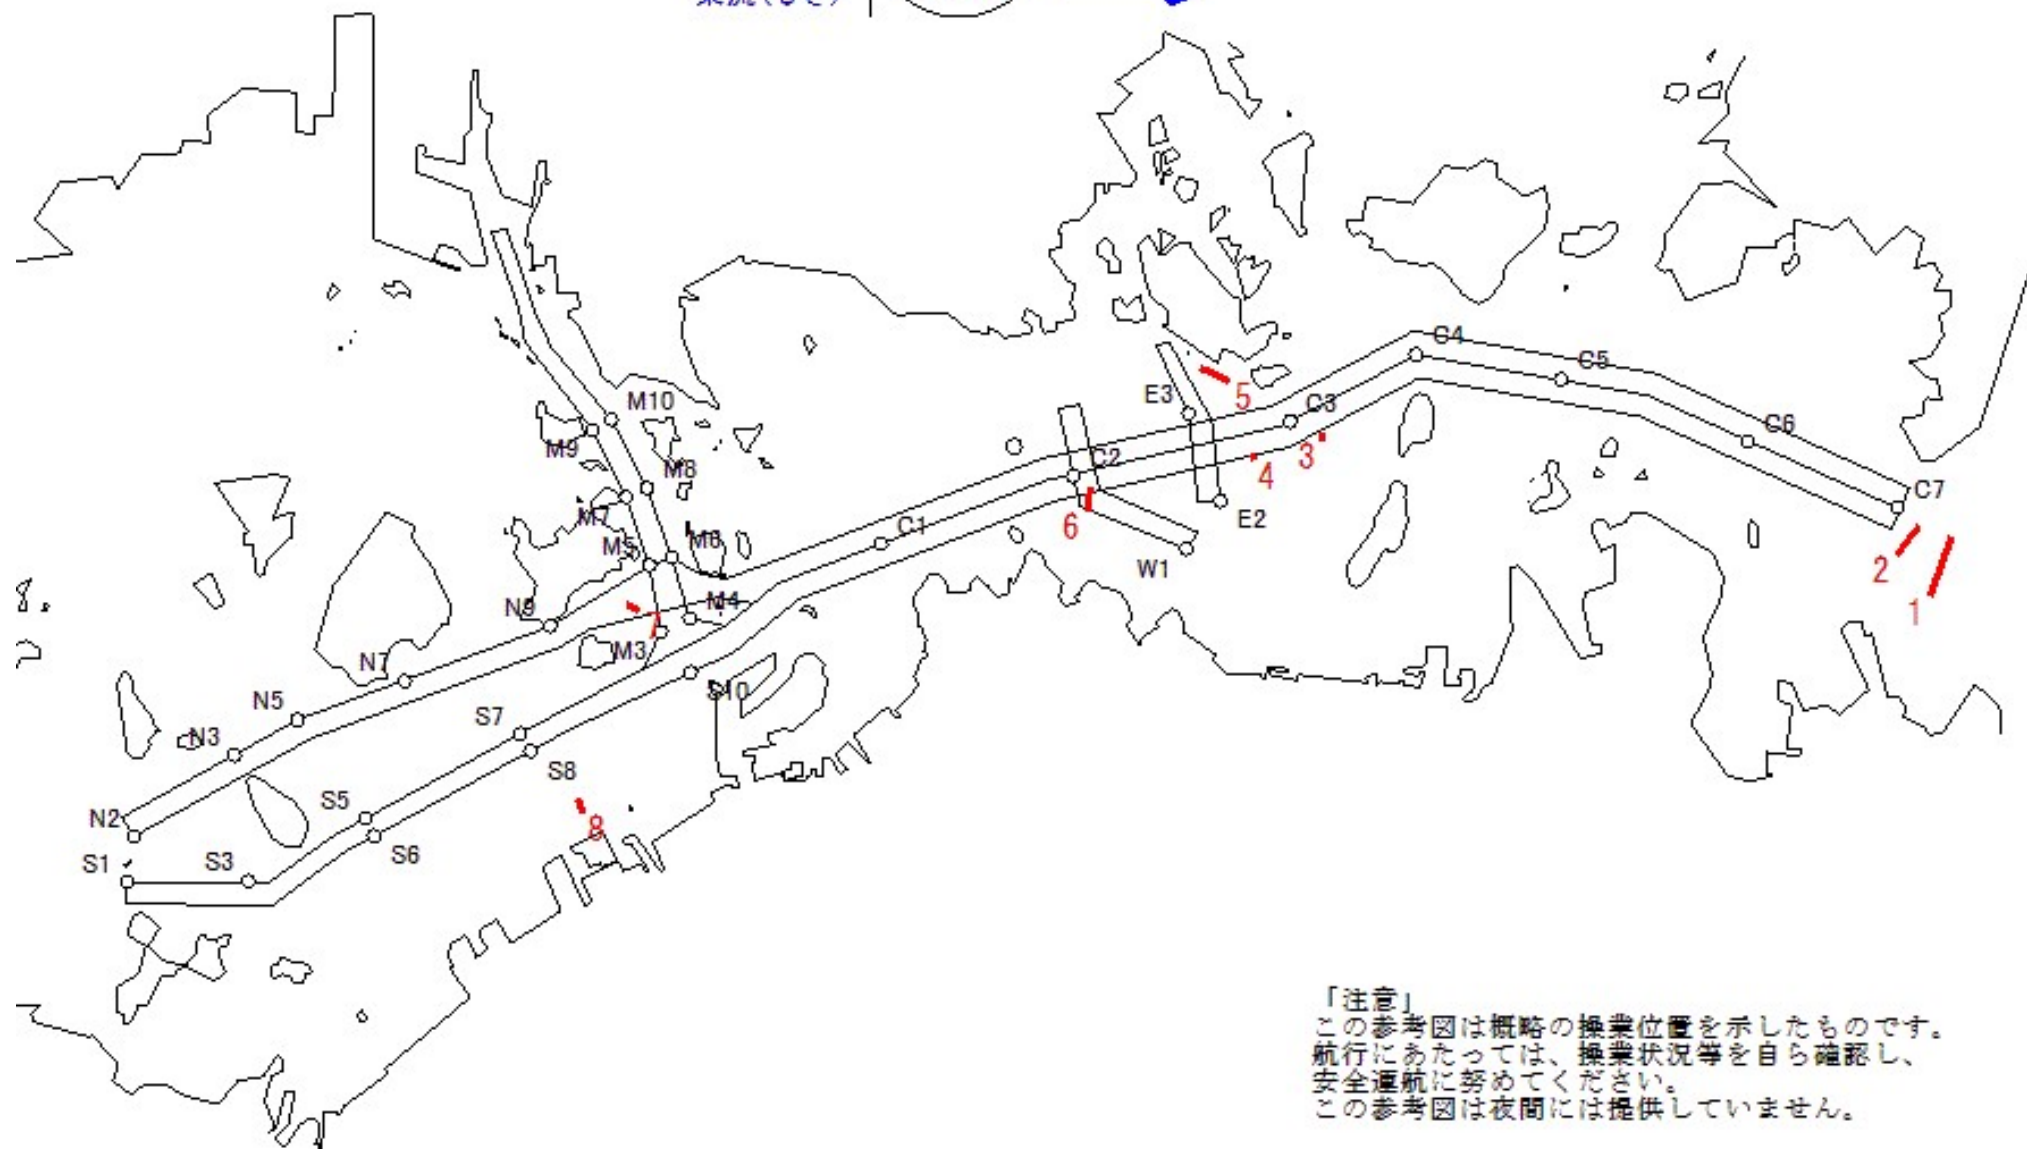 C4
C5
M10
E3
5
C3
C6
M9
C2
3
M8
4
C7
M7
C1
6
E2
M5
M6
W1
2
N9
M4
7
1
M3
N7
S10
N5
S7
N3
S8
S5
N2
8
S6
S1
S3
「注意」
この参考図は概略の操業位置を示したものです。
航行にあたっては、操業状況等を自ら確認し、
安全運航に努めてください。
この参考図は夜間には提供していません。